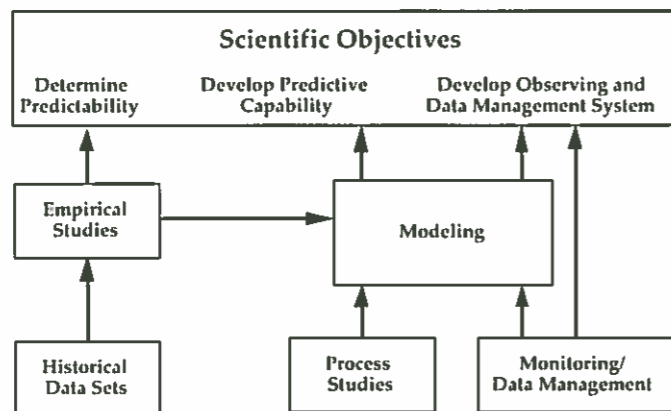 Scientific Objectives
Determine
Predictability
Develop Predictive
Capability
Develop Observing and
Data Management System
Empirical
Studies
Modeling
Historical
Data Sets
Process
Studies
Monitoring/
Data Management